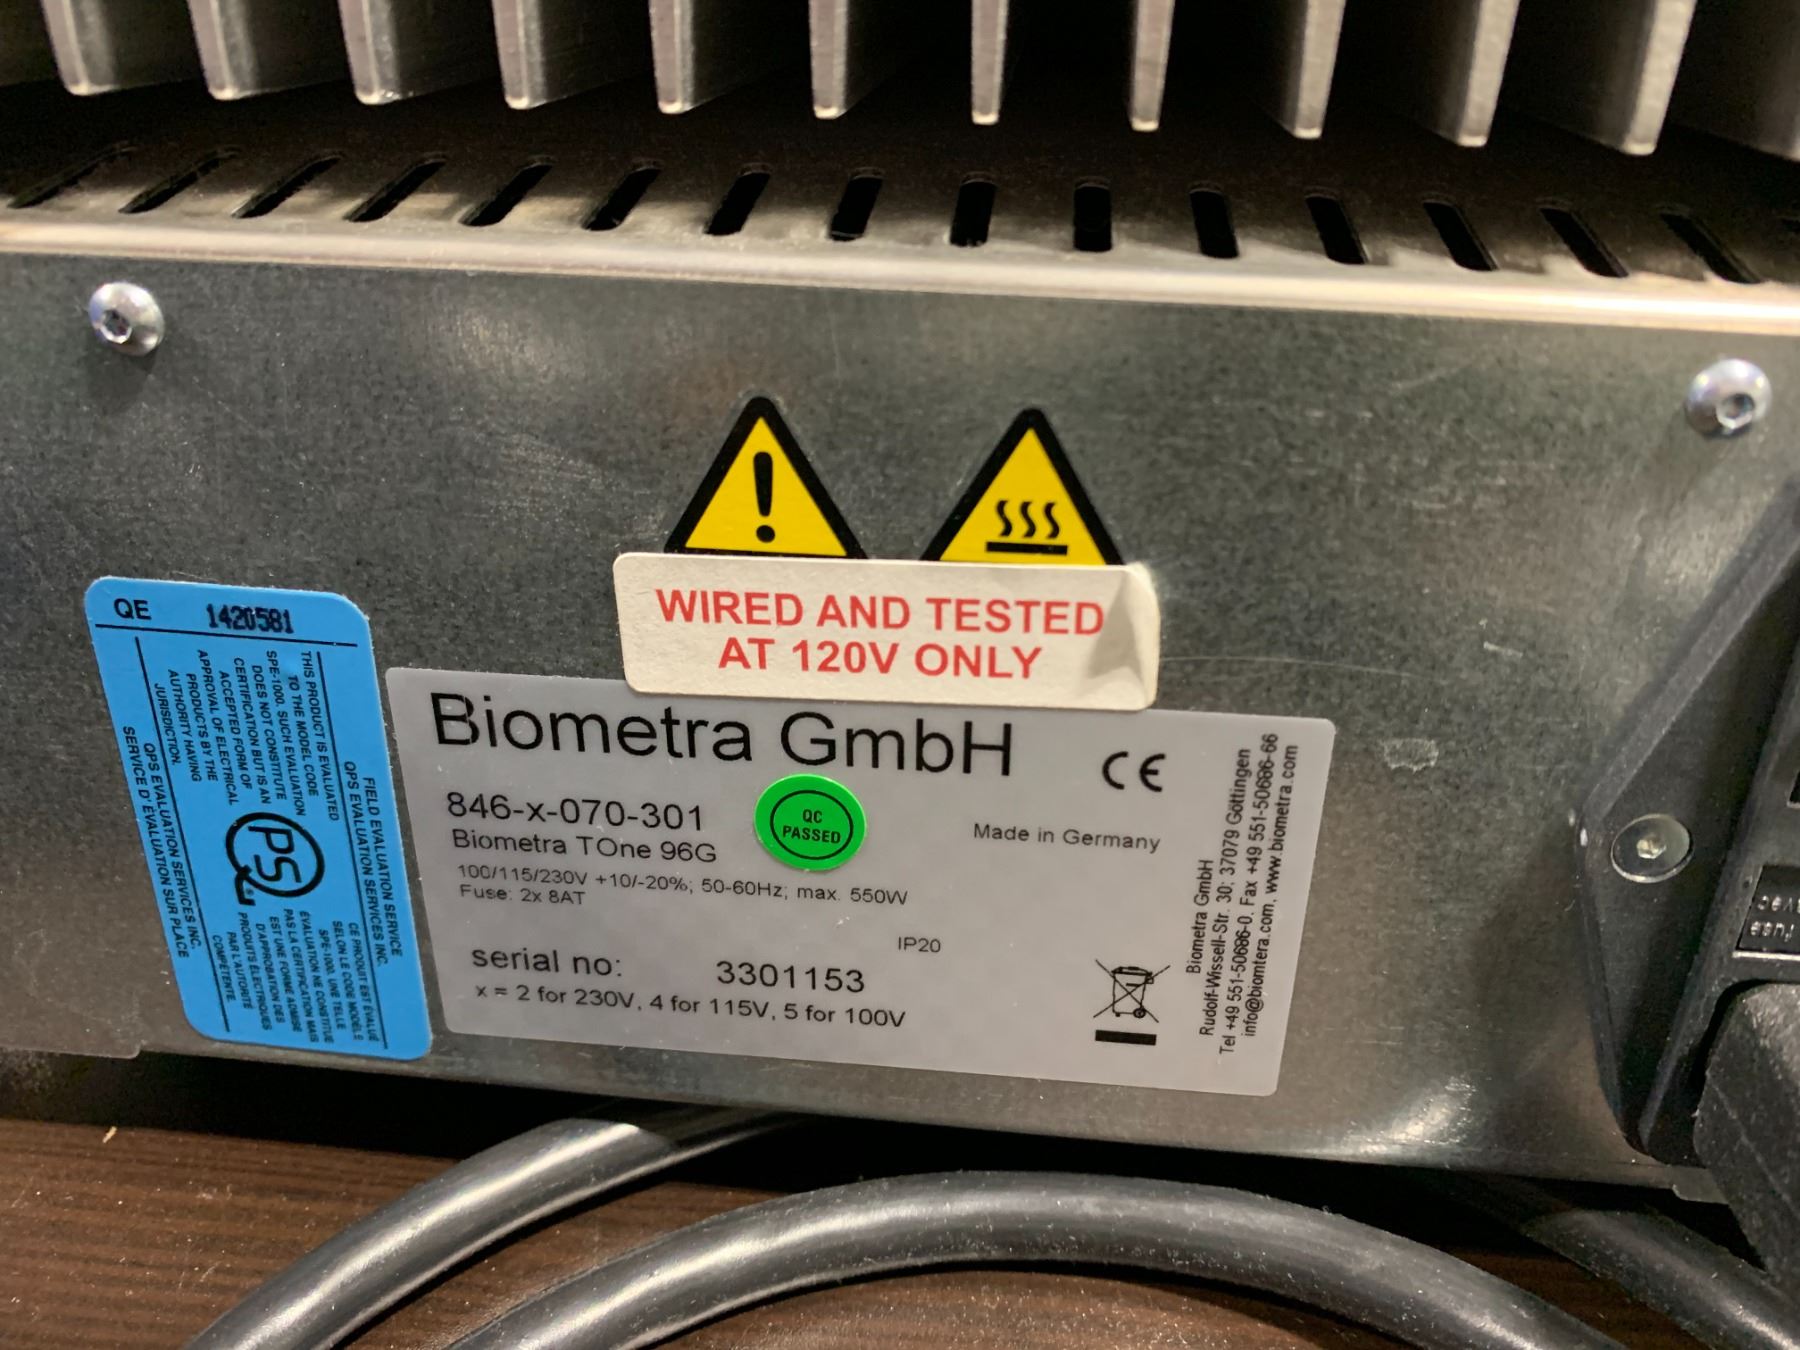 WIRED AND TESTED
AT 120V ONLY
QE 1420581
FIELD EVALUATION SERVICE
QPS EVALUATION SERVICES INC.
THIS PRODUCT IS EVALUATED
TO THE MODEL CODE
SPE-1000. SUCH EVALUATION
DOES NOT CONSTITUTE
CERTIFICATION BUT IS AN
ACCEPTED FORM OF
APPROVAL OF ELECTRICAL
PRODUCTS BY THE
AUTHORITY HAVING
JURISDICTION.
QPS
CE PRODUIT EST ÉVALUÉ
SELON LE CODE MODÈLE
SPE-1000. UNE TELLE
ÉVALUATION NE CONSTITUE
PAS LA CERTIFICATION MAIS
EST UNE FORME ADMISE
D'APPROBATION DES
PRODUITS ÉLECTRIQUES
PAR L'AUTORITÉ
COMPÉTENTE.
QPS EVALUATION SERVICES INC.
SERVICE D'ÉVALUATION SUR PLACE
Biometra GmbH
CE
846-x-070-301
Biometra TOne 96G
QC
PASSED
Made in Germany
100/115/230V +10/-20%; 50-60Hz; max. 550W
Fuse: 2x 8AT
IP20
serial no: 3301153
x = 2 for 230V, 4 for 115V, 5 for 100V
Biometra GmbH
Rudolf-Wissell-Str. 30; 37079 Göttingen
Tel +49 551-50686-0. Fax +49 551-50686-66
info@biomtera.com, www.biometra.com
fuse